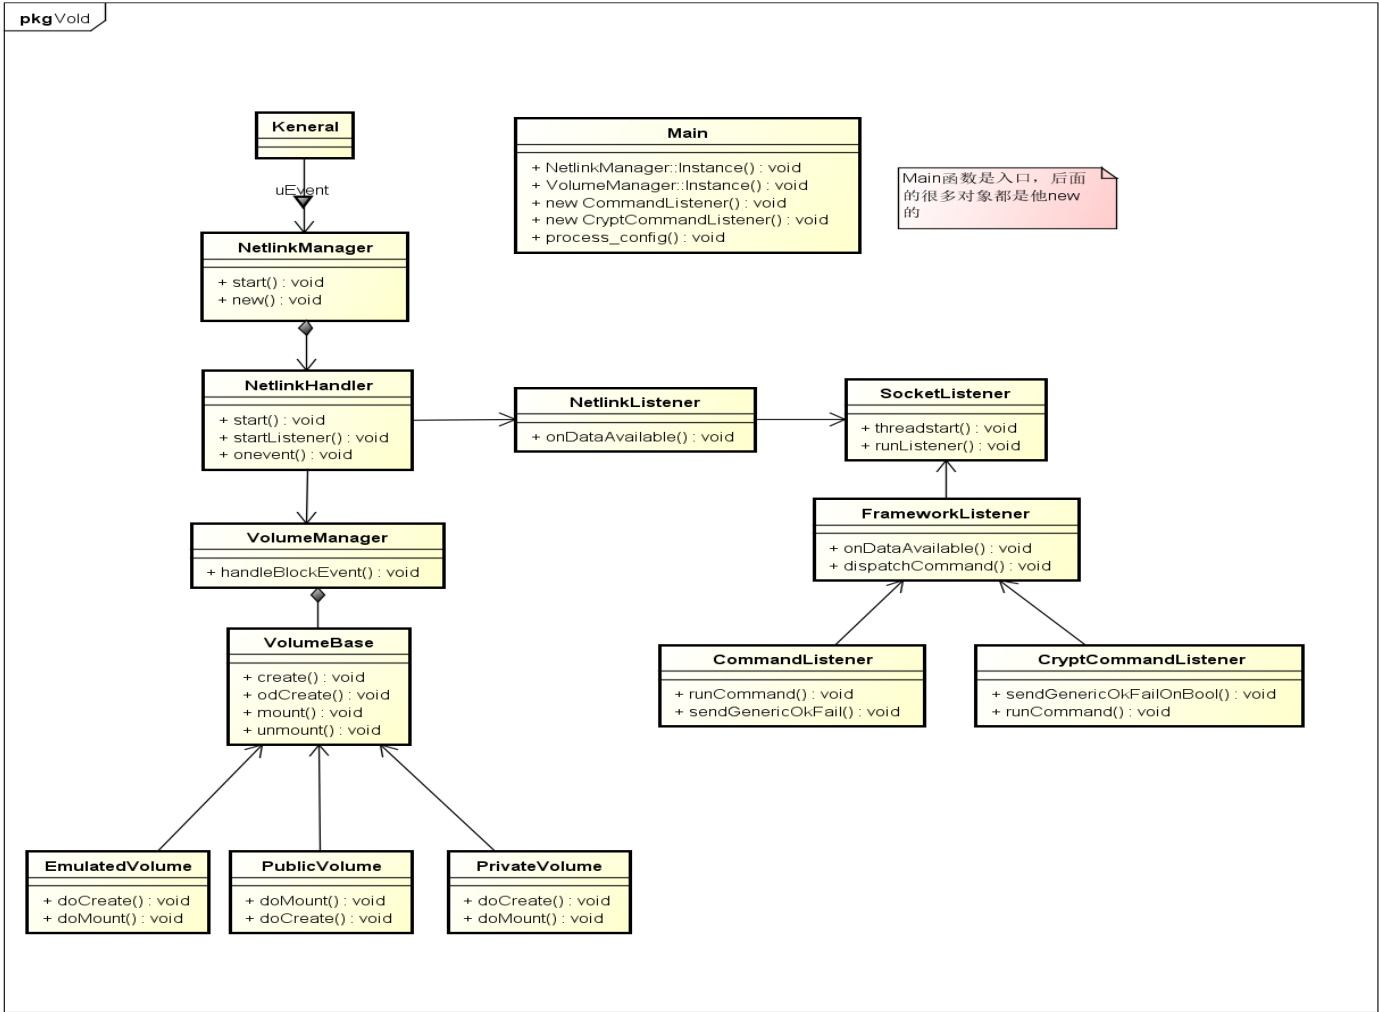 pkg Vold
Keneral
uEvent
Main
+ NetlinkManager::Instance() : void
+ VolumeManager::Instance() : void
+ new CommandListener() : void
+ new CryptCommandListener() : void
+ process_config() : void
Main函数是入口，后面
的很多对象都是他new
的
NetlinkManager
+ start() : void
+ new() : void
NetlinkHandler
+ start() : void
+ startListener() : void
+ onevent() : void
NetlinkListener
+ onDataAvailable() : void
SocketListener
+ threadstart() : void
+ runListener() : void
VolumeManager
+ handleBlockEvent() : void
FrameworkListener
+ onDataAvailable() : void
+ dispatchCommand() : void
VolumeBase
+ create() : void
+ odCreate() : void
+ mount() : void
+ unmount() : void
CommandListener
+ runCommand() : void
+ sendGenericOkFail() : void
CryptCommandListener
+ sendGenericOkFailOnBool() : void
+ runCommand() : void
EmulatedVolume
+ doCreate() : void
+ doMount() : void
PublicVolume
+ doMount() : void
+ doCreate() : void
PrivateVolume
+ doCreate() : void
+ doMount() : void